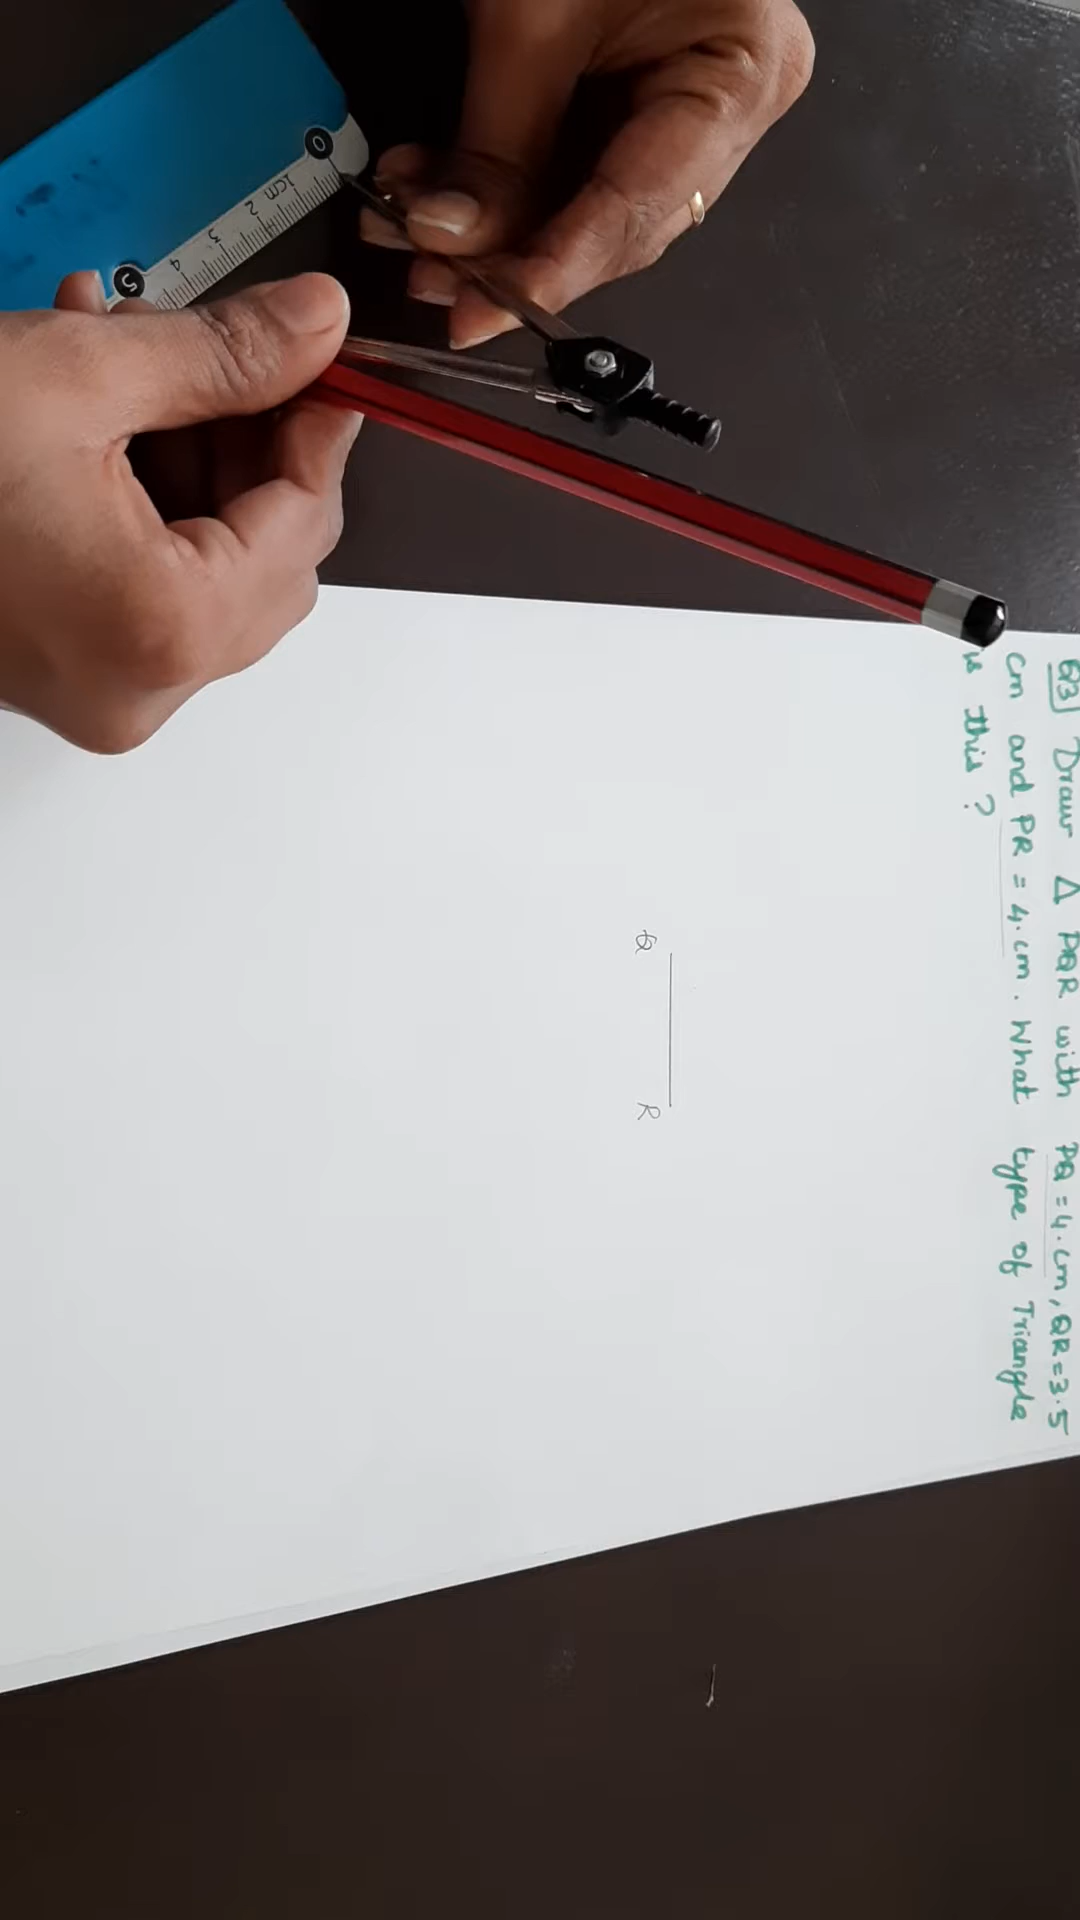 Q3] Draw Δ PQR with PQ = 4. cm, QR = 3.5
cm and PR = 4. cm. What type of Triangle
is this ?
Q R
0 1cm 2 3 4 5